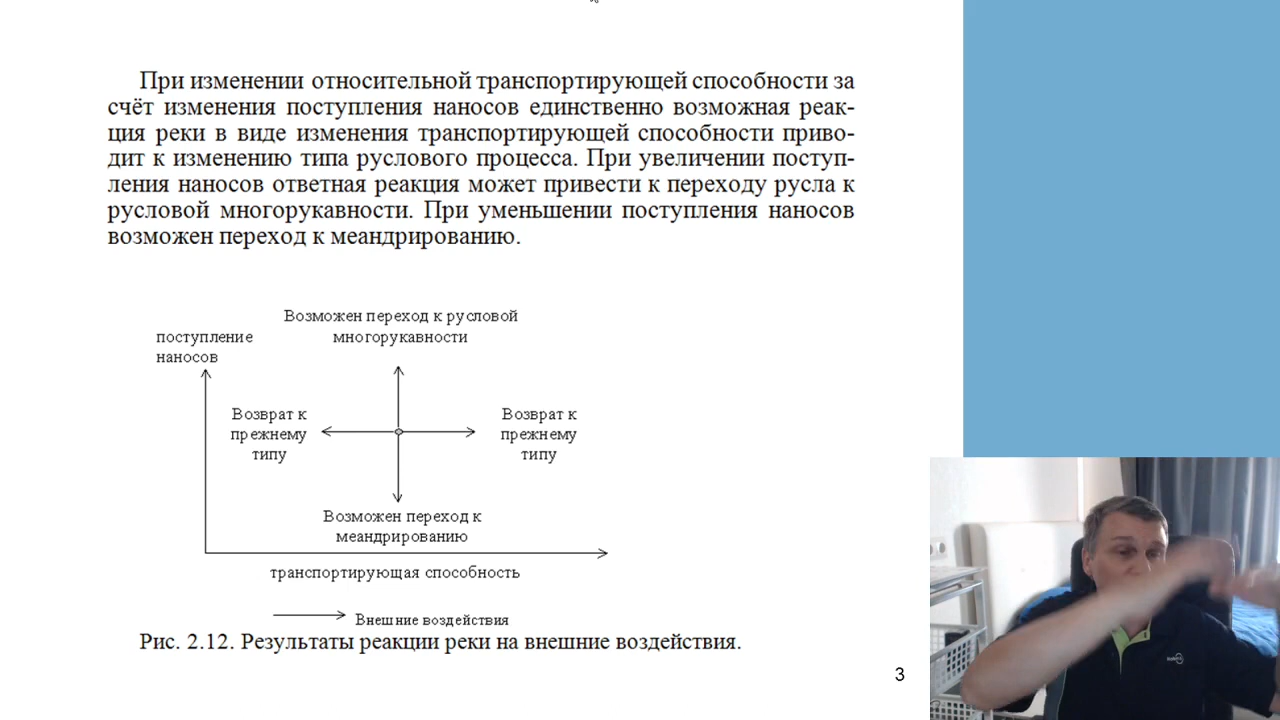 При изменении относительной транспортирующей способности за
счёт изменения поступления наносов единственно возможная реак-
ция реки в виде изменения транспортирующей способности приво-
дит к изменению типа руслового процесса. При увеличении поступ-
ления наносов ответная реакция может привести к переходу русла к
русловой многорукавности. При уменьшении поступления наносов
возможен переход к меандрированию.
Возможен переход к русловой
многорукавности
поступление
наносов
Возврат к
прежнему
типу
Возврат к
прежнему
типу
Возможен переход к
меандрированию
транспортирующая способность
Внешние воздействия
Рис. 2.12. Результаты реакции реки на внешние воздействия.
3